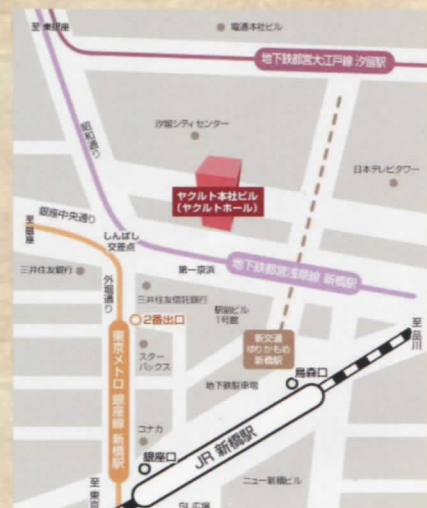 至 東銀座
電通本社ビル
地下鉄都営大江戸線 汐留駅
昭和通り
汐留シティセンター
日本テレビタワー
ヤクルト本社ビル
(ヤクルトホール)
至 銀座
銀座中央通り
しんばし
交差点
三井住友銀行
外堀通り
第一京浜
地下鉄都営浅草線 新橋駅
三井住友信託銀行
2番出口
駅前ビル
1号館
スター
バックス
新交通
ゆりかもめ
新橋駅
至 品川
東京メトロ 銀座線 新橋駅
地下鉄駐車場
烏森口
コナカ
銀座口
JR 新橋駅
ニュー新橋ビル
至 東京
SL広場